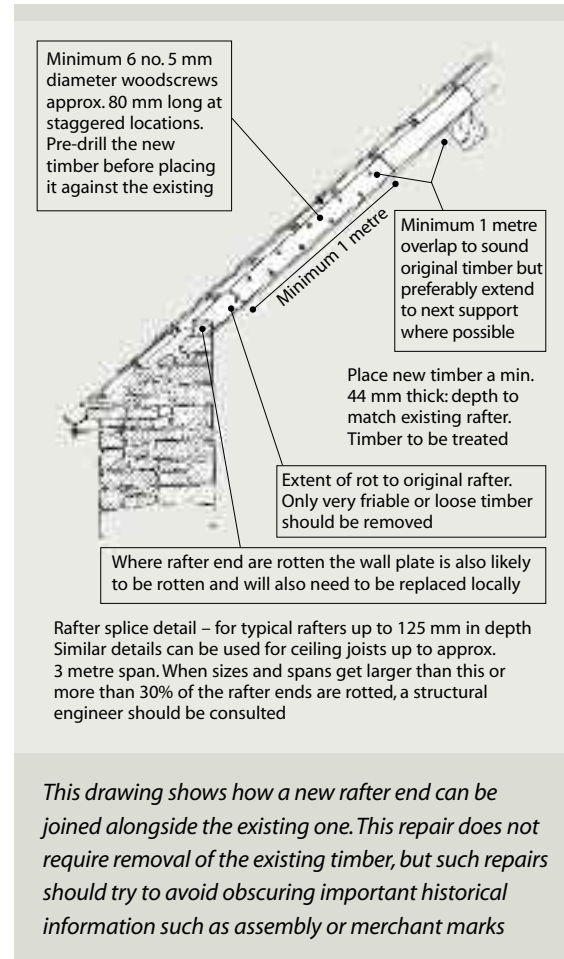 Minimum 6 no. 5 mm
diameter woodscrews
approx. 80 mm long at
staggered locations.
Pre-drill the new
timber before placing
it against the existing
Minimum 1 metre
Minimum 1 metre
overlap to sound
original timber but
preferably extend
to next support
where possible
Place new timber a min.
44 mm thick: depth to
match existing rafter.
Timber to be treated
Extent of rot to original rafter.
Only very friable or loose timber
should be removed
Where rafter end are rotten the wall plate is also likely
to be rotten and will also need to be replaced locally
Rafter splice detail – for typical rafters up to 125 mm in depth
Similar details can be used for ceiling joists up to approx.
3 metre span. When sizes and spans get larger than this or
more than 30% of the rafter ends are rotted, a structural
engineer should be consulted
This drawing shows how a new rafter end can be
joined alongside the existing one. This repair does not
require removal of the existing timber, but such repairs
should try to avoid obscuring important historical
information such as assembly or merchant marks